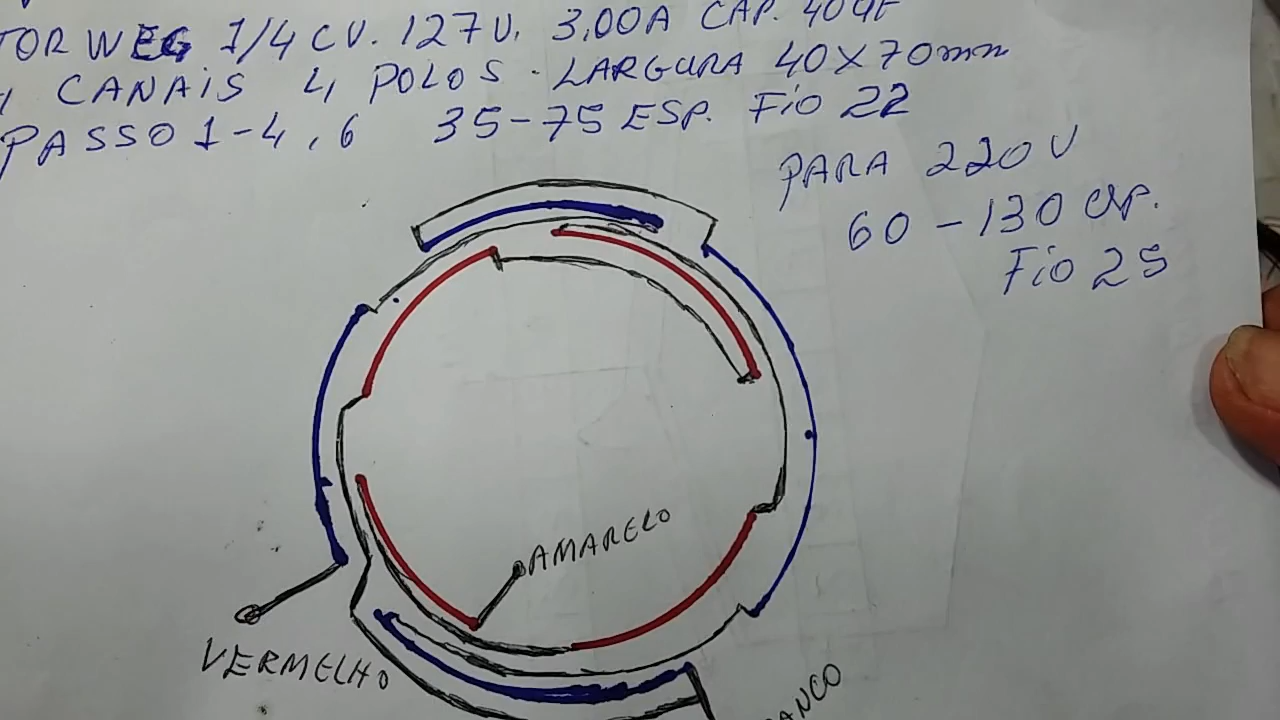 TOR WEG 1/4 CV. 127V. 3,00A CAP. 40UF
CANAIS 4 POLOS. LARGURA 40X70mm
PASSO 1-4,6 35-75 ESP. Fio 22
PARA 220V
60-130 esp.
Fio 25
AMARELO
VERMELHO
ANCO